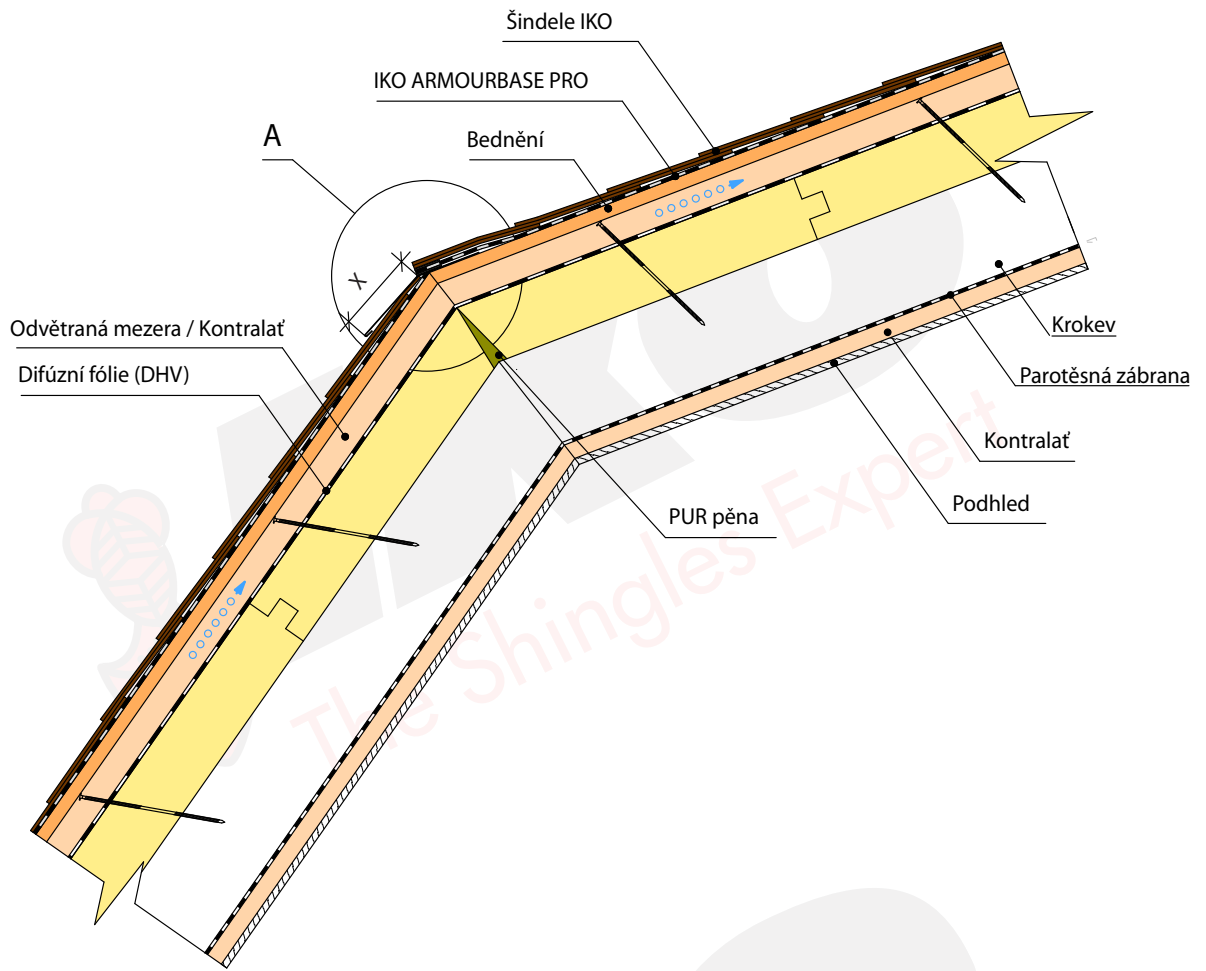 Šindele IKO
IKO ARMOURBASE PRO
A
Bednění
X
Odvětraná mezera / Kontralať
Difúzní fólie (DHV)
Krokev
Parotěsná zábrana
Kontralať
Podhled
PUR pěna
IKO
The Shingles Expert